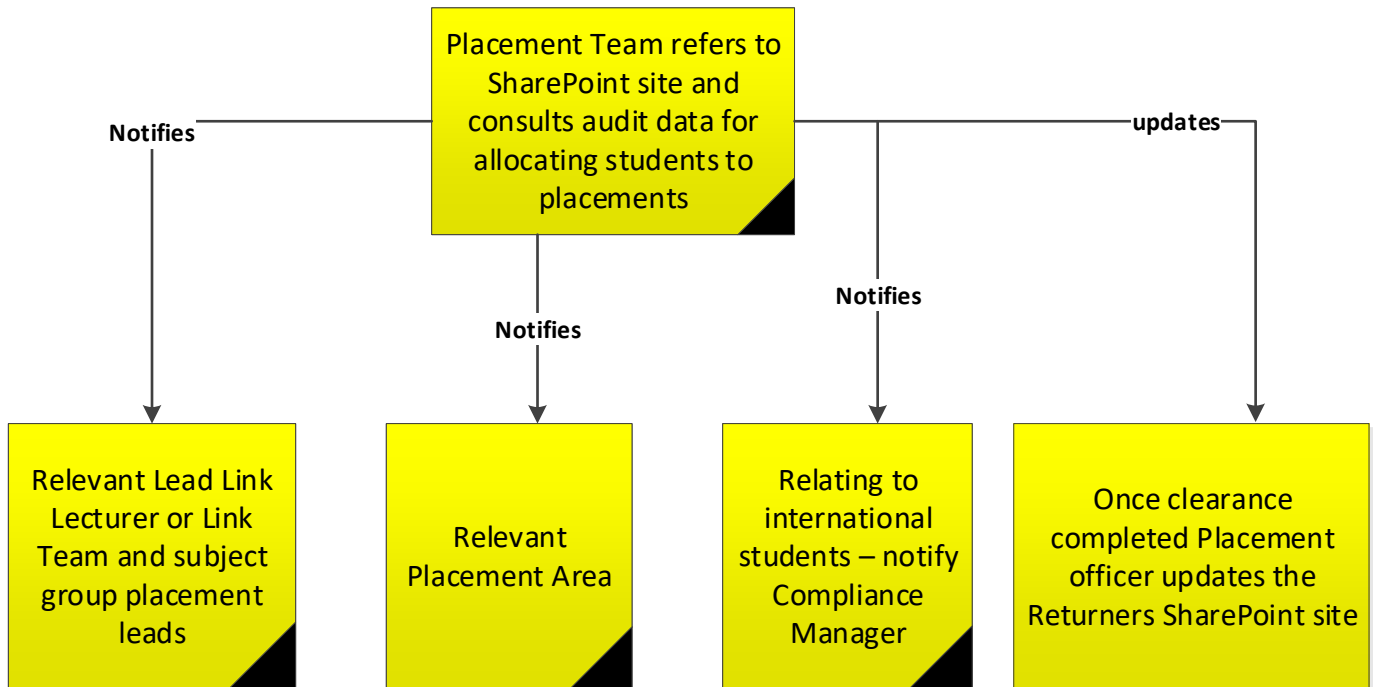 Placement Team refers to
SharePoint site and
consults audit data for
allocating students to
placements
Notifies
updates
Notifies
Notifies
Relevant Lead Link
Lecturer or Link
Team and subject
group placement
leads
Relevant
Placement Area
Relating to
international
students – notify
Compliance
Manager
Once clearance
completed Placement
officer updates the
Returners SharePoint site